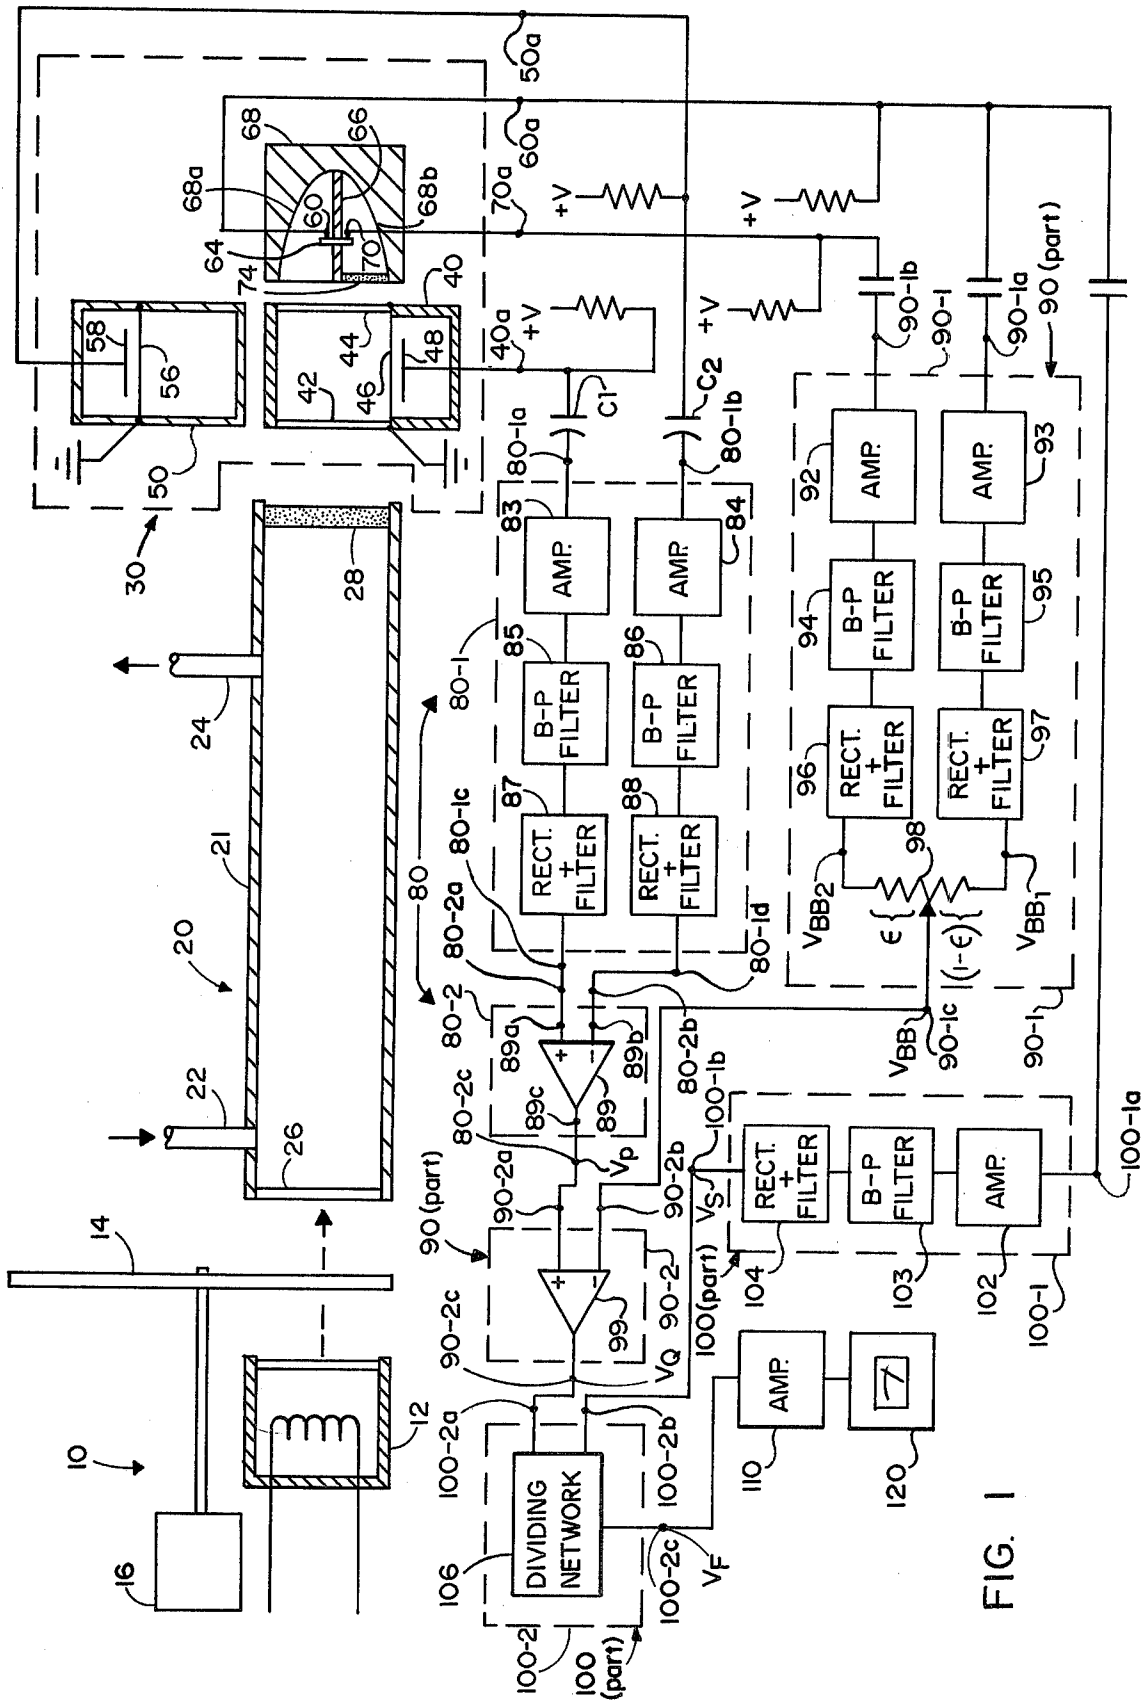 10
16
12
14
20
22
26
21
24
28
30
50
58
56
42
46
44
48
40
74
64
60
70
68a
68
66
68b
50a
60a
70a
40a
+V
+V
+V
+V
C1
C2
80
80-1
80-1a
80-1b
83
AMP.
85
B-P
FILTER
87
RECT.
+
FILTER
84
AMP.
86
B-P
FILTER
88
RECT.
+
FILTER
80-1c
80-1d
80-2a
80-2b
80-2
80-2c
89a
89b
89c
89
+
−
VP
90 (part)
90-2a
90-2b
90-2
90-2c
99
+
−
VQ
100-2a
100-2b
100-2c
100-2
100
(part)
106
DIVIDING
NETWORK
VF
110
AMP.
120
100 (part)
VS
100-1b
104
RECT.
+
FILTER
103
B-P
FILTER
102
AMP.
100-1
100-1a
90 (part)
90-1
90-1a
90-1b
92
AMP.
94
B-P
FILTER
96
RECT.
+
FILTER
93
AMP.
95
B-P
FILTER
97
RECT.
+
FILTER
98
VBB2
VBB1
ϵ
(1-ϵ)
VBB
90-1c
90-1
FIG. 1